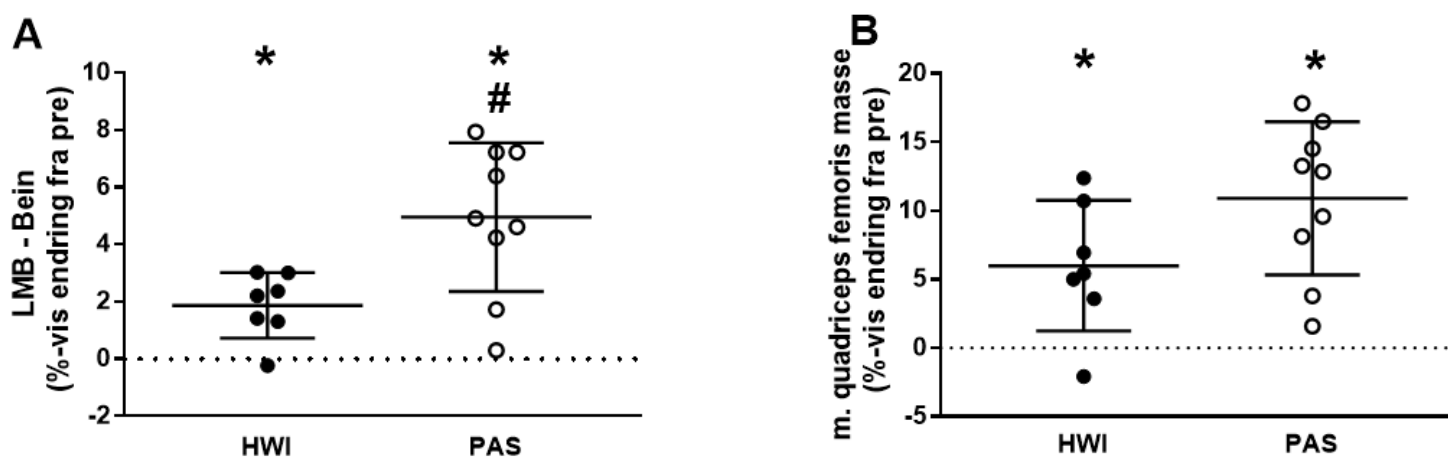 A
* *
#
10
8
6
4
2
0
-2
LMB - Bein
(%-vis endring fra pre)
HWI PAS
B
* *
20
15
10
5
0
-5
m. quadriceps femoris masse
(%-vis endring fra pre)
HWI PAS